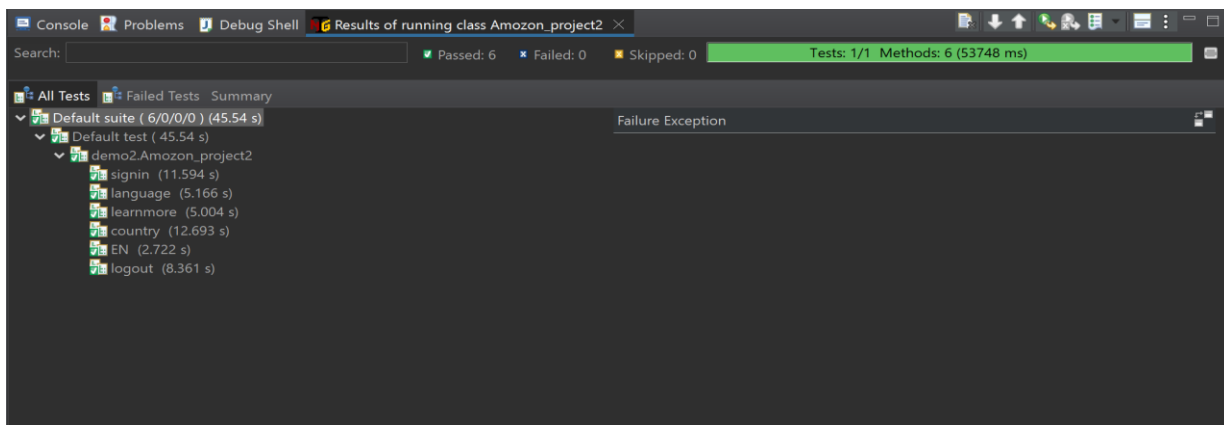 Console Problems Debug Shell Results of running class Amozon_project2
Search: Passed: 6 Failed: 0 Skipped: 0 Tests: 1/1 Methods: 6 (53748 ms)
All Tests Failed Tests Summary
Default suite ( 6/0/0/0 ) (45.54 s) Failure Exception
Default test ( 45.54 s)
demo2.Amozon_project2
signin (11.594 s)
language (5.166 s)
learnmore (5.004 s)
country (12.693 s)
EN (2.722 s)
logout (8.361 s)